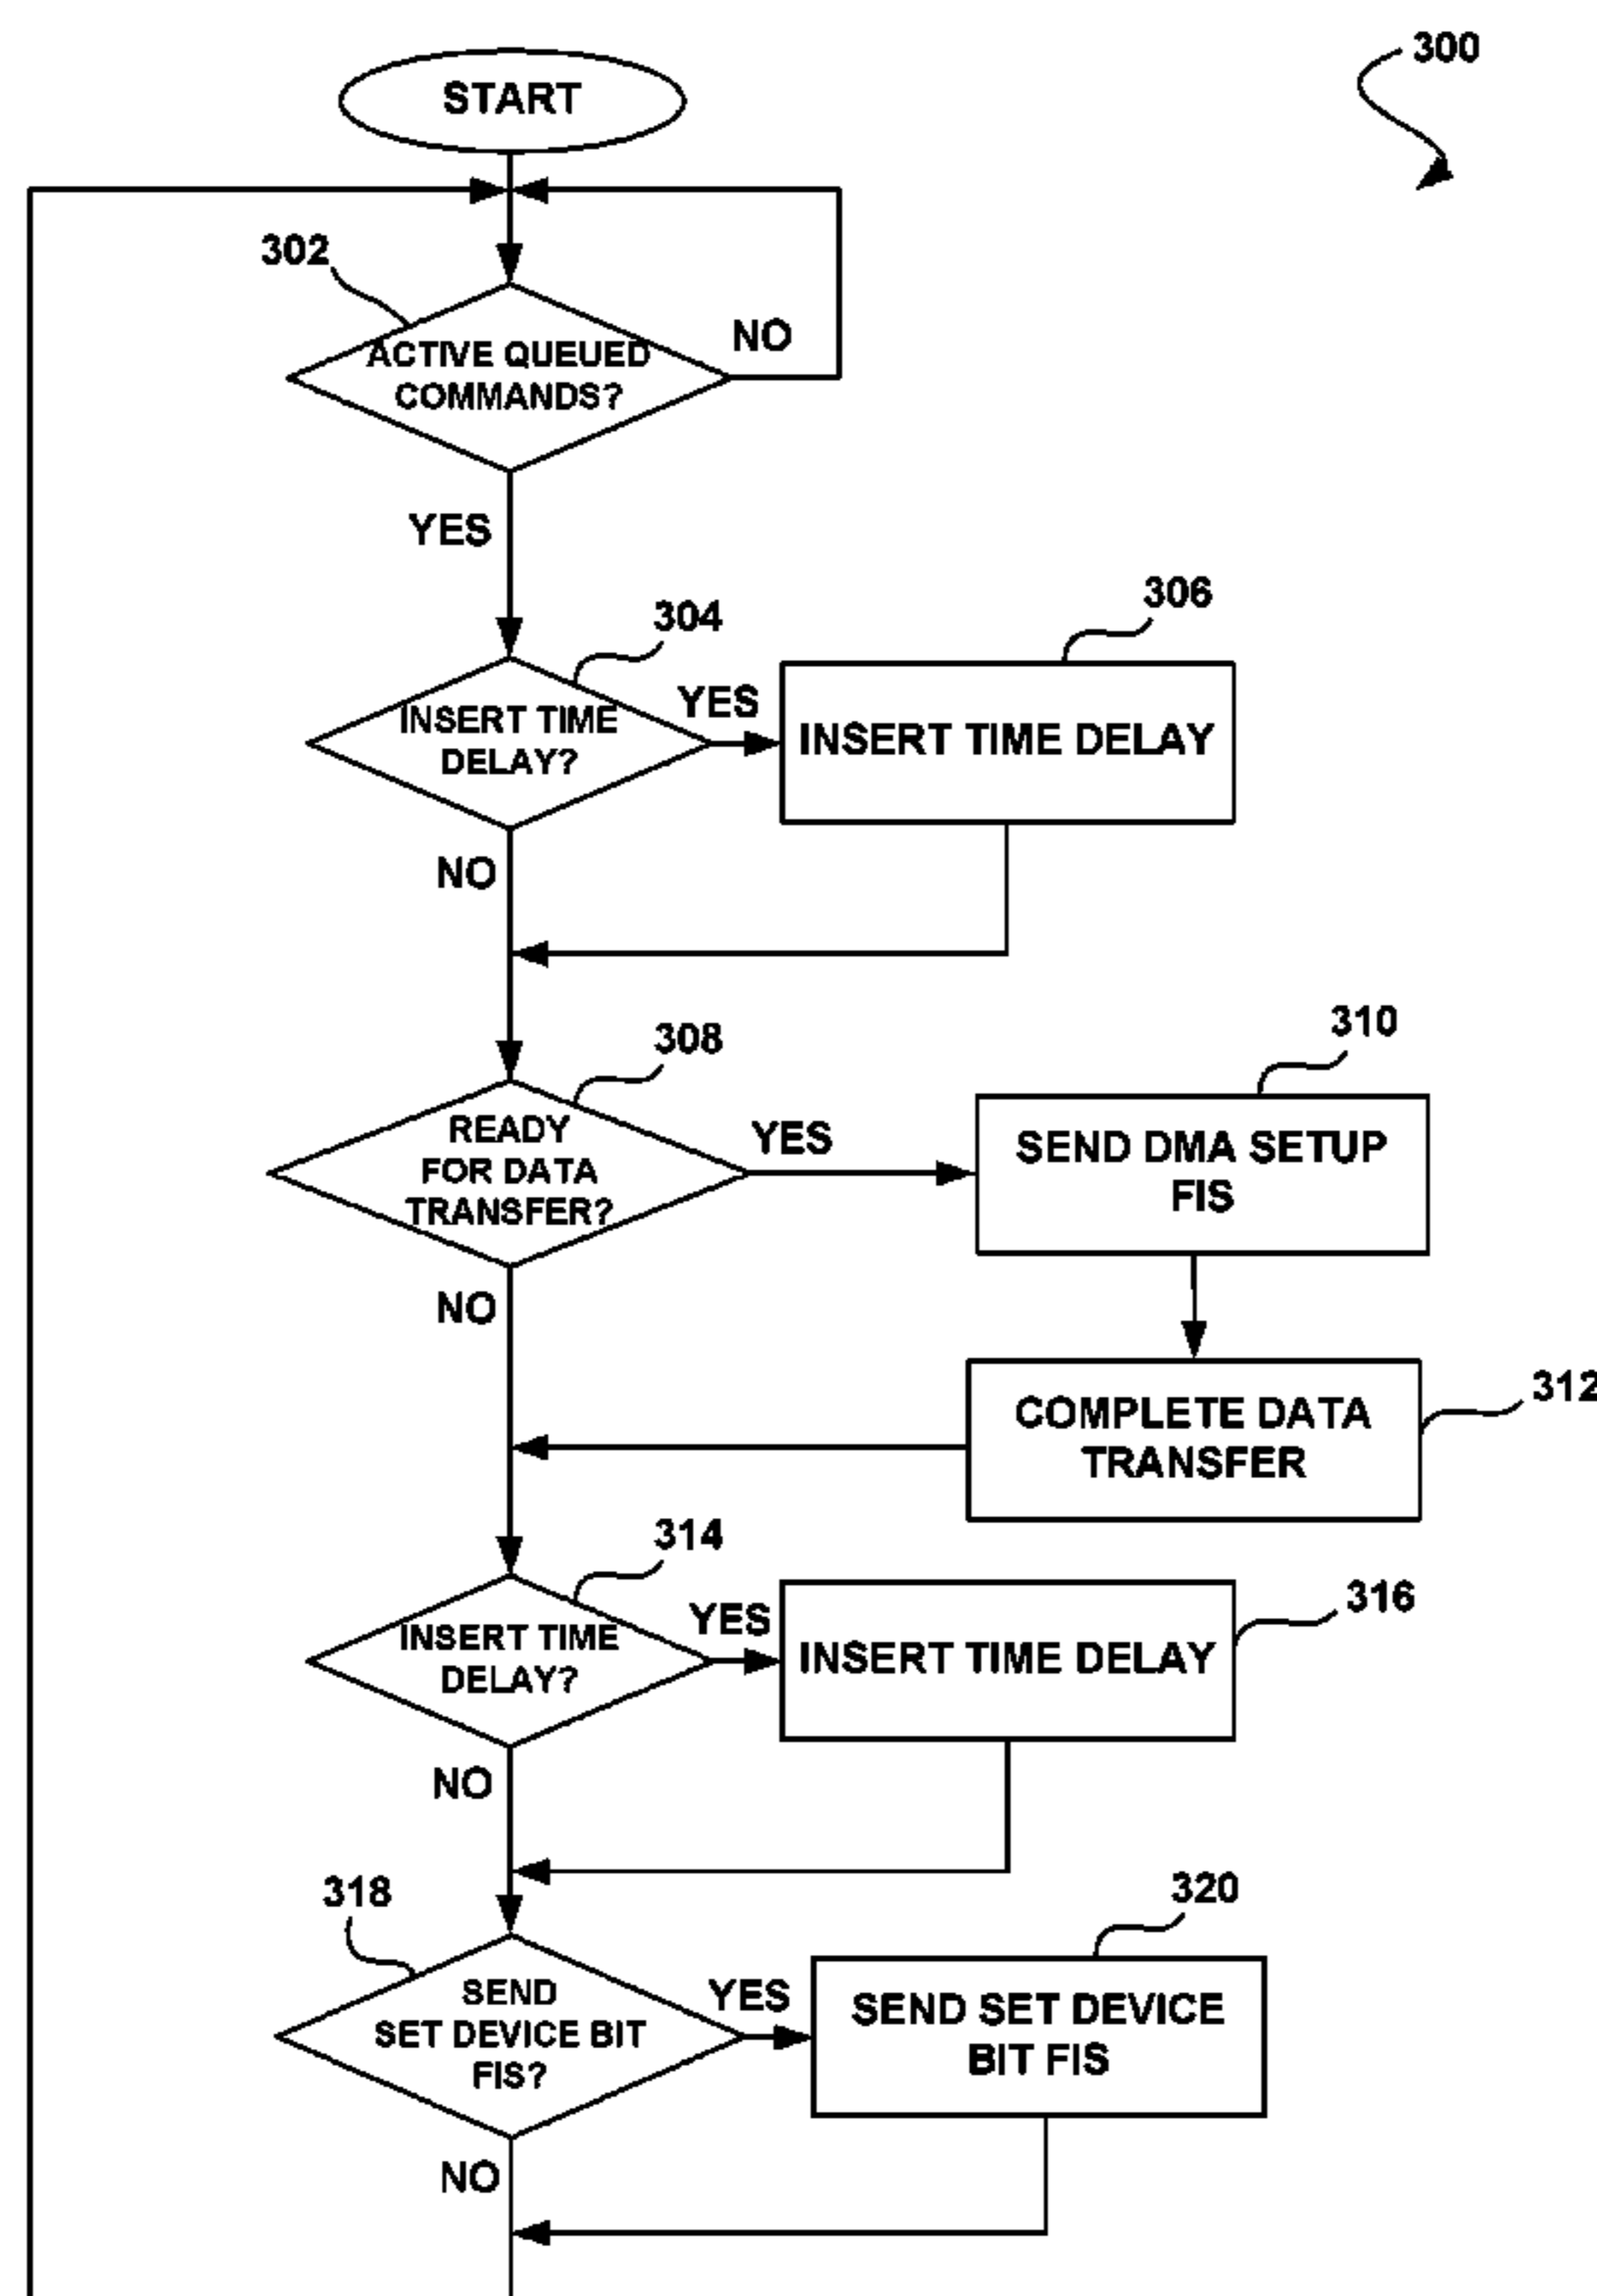 300
START
302
ACTIVE QUEUED
COMMANDS?
NO
YES
304
306
INSERT TIME
DELAY?
YES
INSERT TIME DELAY
NO
308
310
READY
FOR DATA
TRANSFER?
YES
SEND DMA SETUP
FIS
NO
312
COMPLETE DATA
TRANSFER
314
316
INSERT TIME
DELAY?
YES
INSERT TIME DELAY
NO
318
320
SEND
SET DEVICE BIT
FIS?
YES
SEND SET DEVICE
BIT FIS
NO